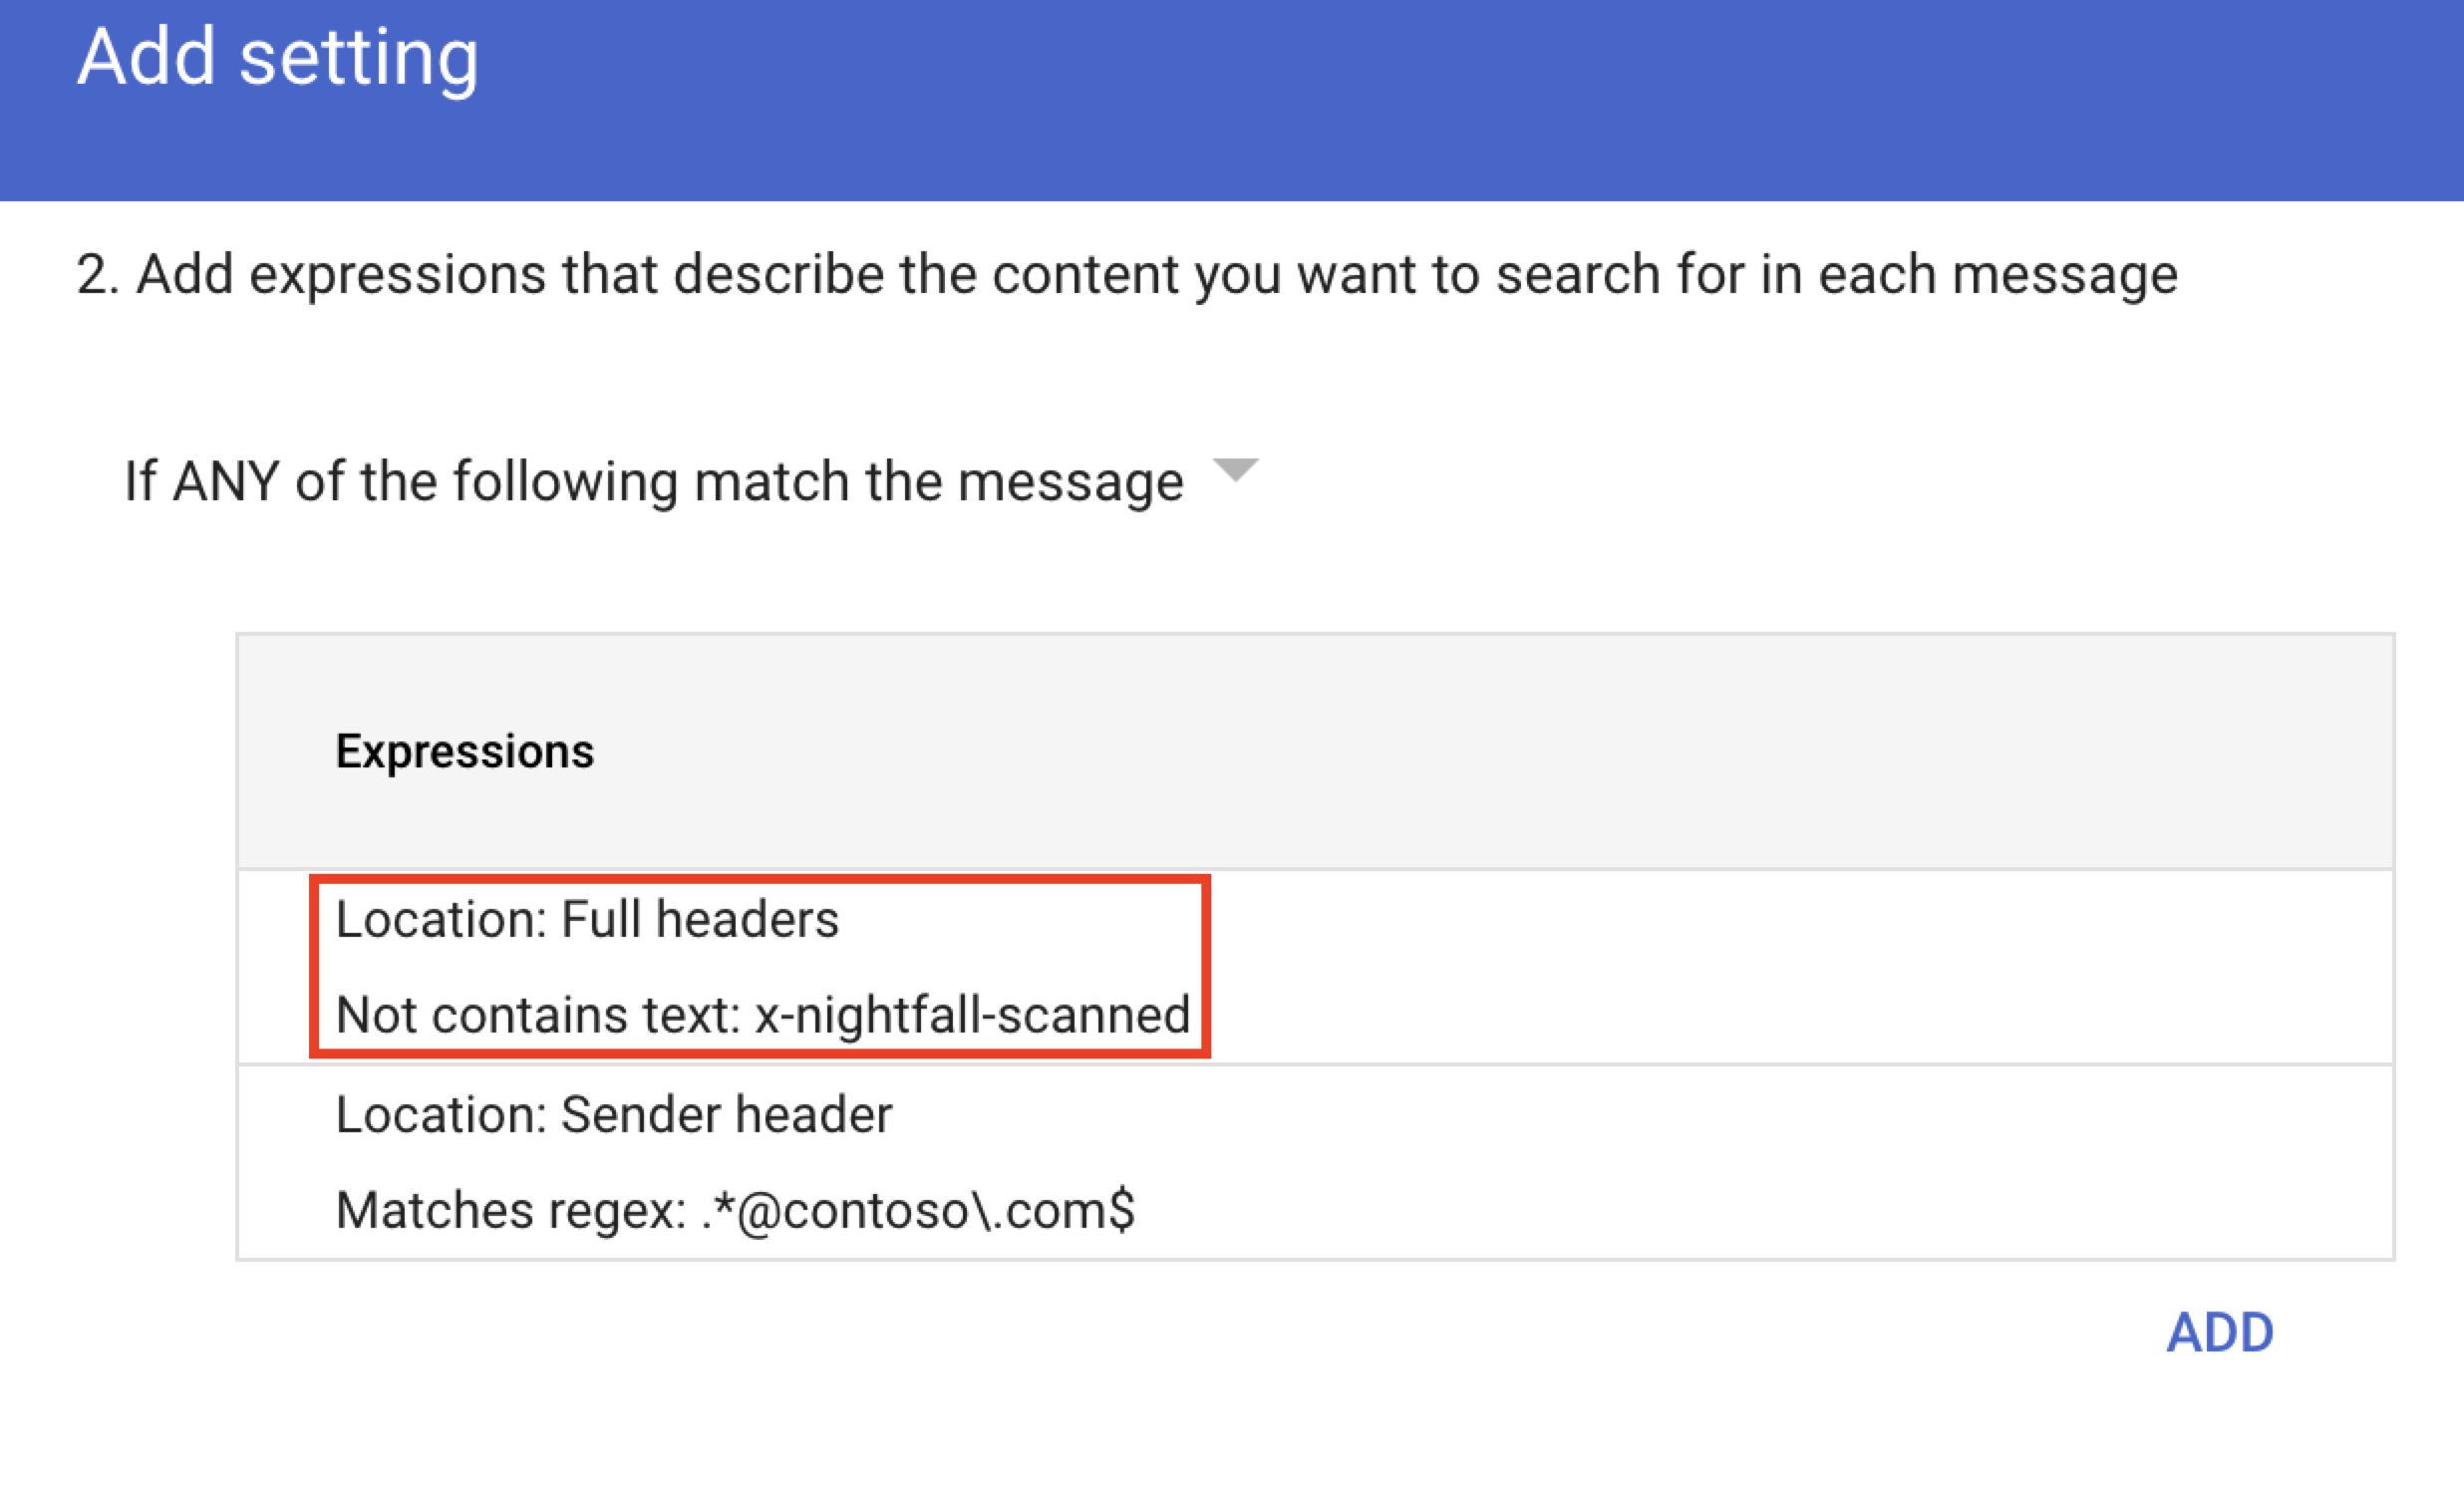 Add setting
2. Add expressions that describe the content you want to search for in each message
If ANY of the following match the message
Expressions
Location: Full headers
Not contains text: x-nightfall-scanned
Location: Sender header
Matches regex: .*@contoso\.com$
ADD